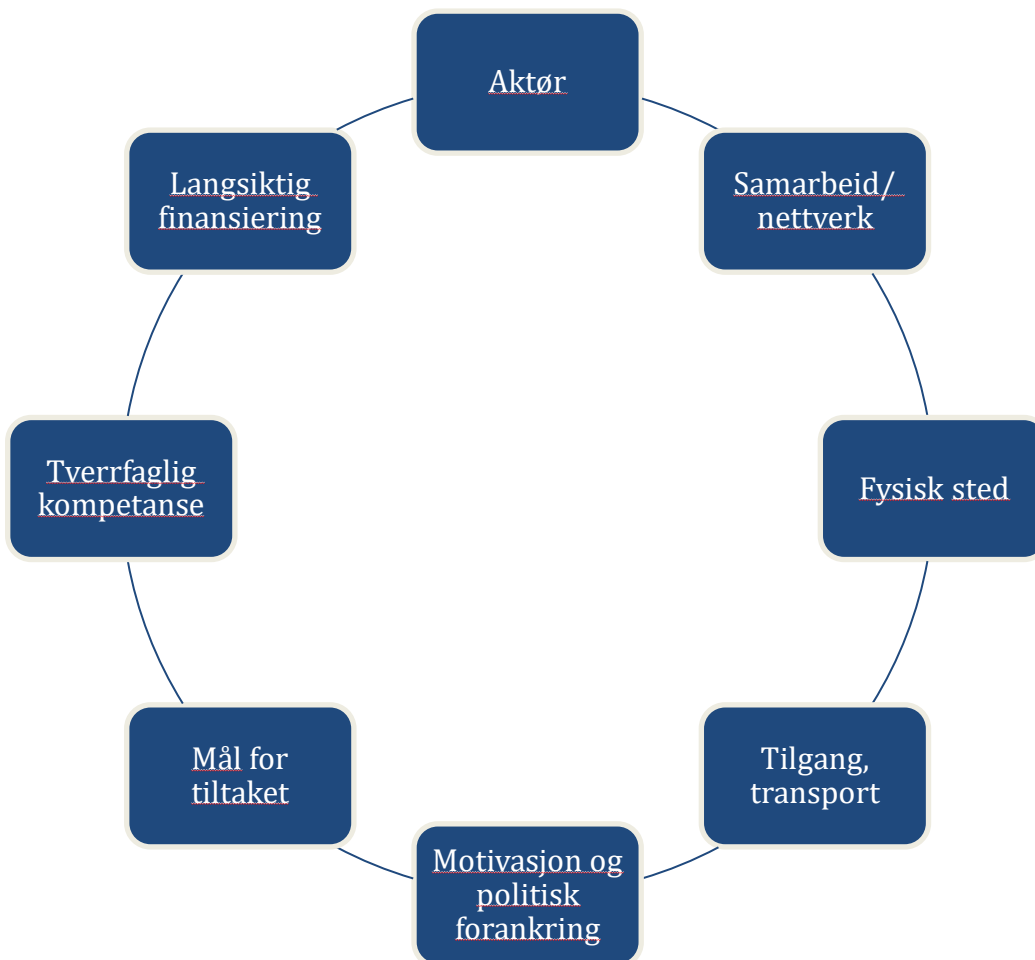 Aktør
Samarbeid/
nettverk
Fysisk sted
Tilgang,
transport
Motivasjon og
politisk
forankring
Mål for
tiltaket
Tverrfaglig
kompetanse
Langsiktig
finansiering